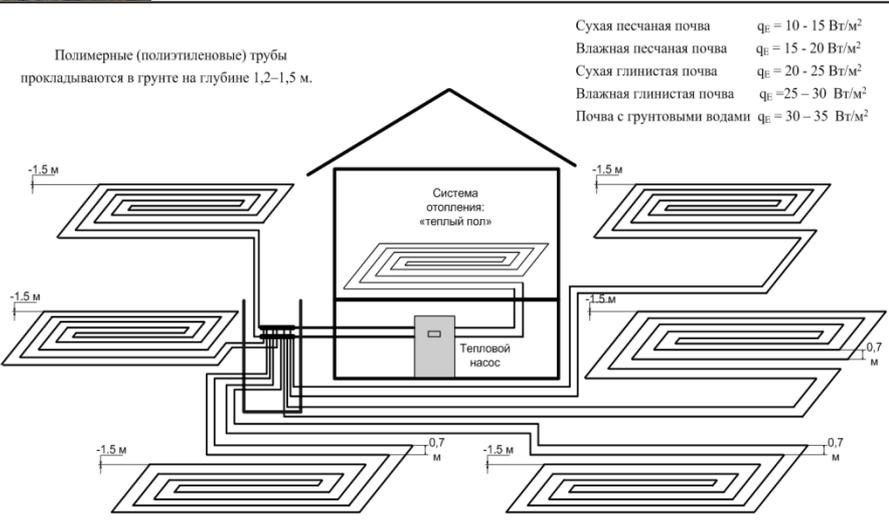 Полимерные (полиэтиленовые) трубы
прокладываются в грунте на глубине 1,2–1,5 м.
Сухая песчаная почва qE = 10 - 15 Вт/м²
Влажная песчаная почва qE = 15 - 20 Вт/м²
Сухая глинистая почва qE = 20 - 25 Вт/м²
Влажная глинистая почва qE =25 – 30 Вт/м²
Почва с грунтовыми водами qE = 30 – 35 Вт/м²
-1.5 м
-1.5 м
Система
отопления:
«теплый пол»
-1.5 м
-1.5 м
Тепловой
насос
0,7
м
-1.5 м
0,7
м
-1.5 м
0,7
м